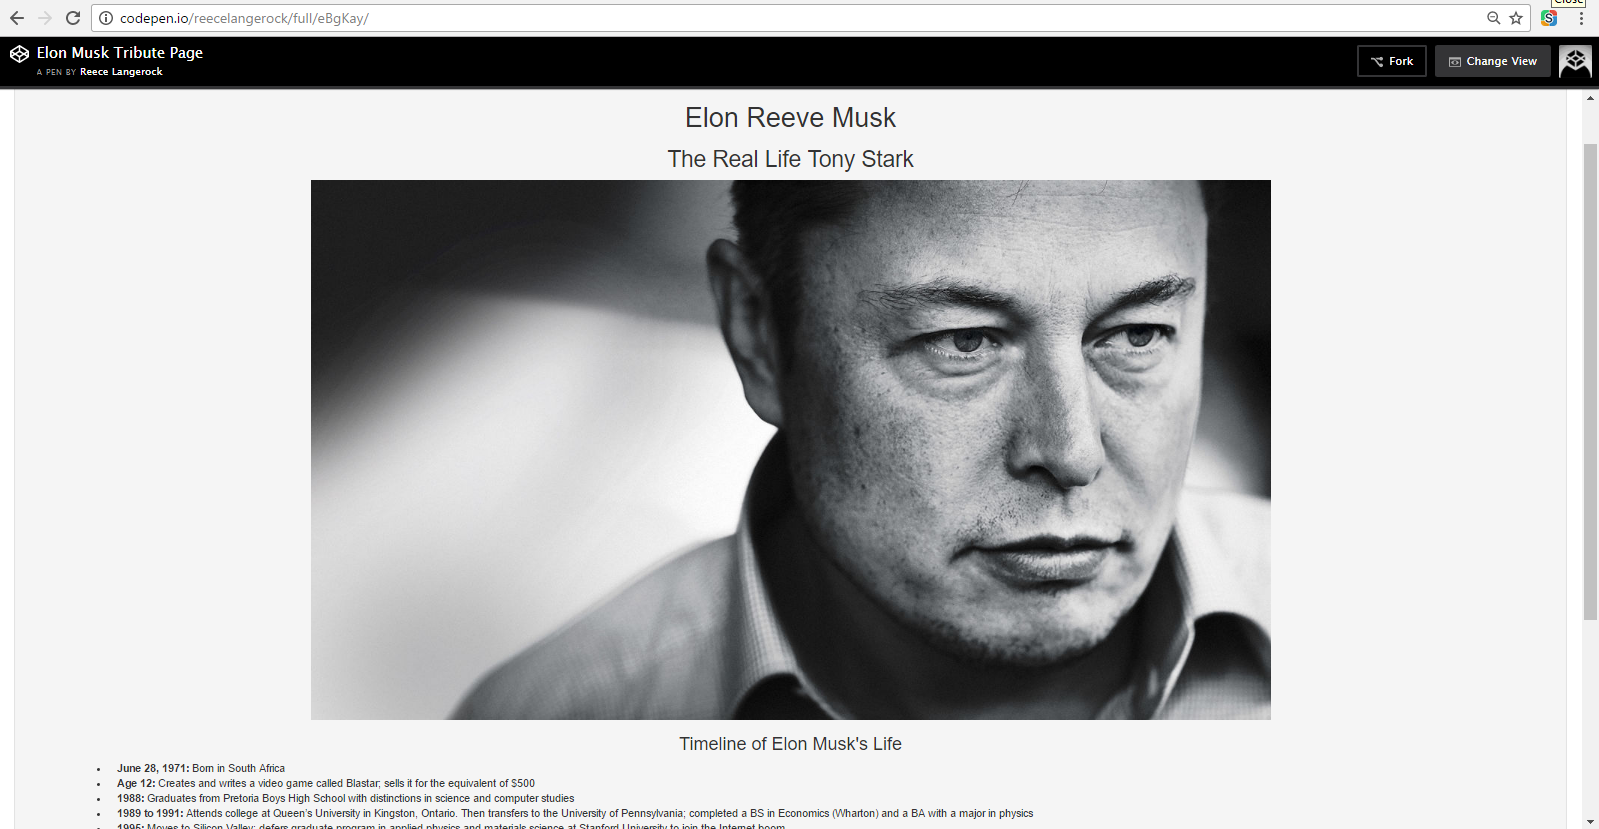 Close
codepen.io/reecelangerock/full/eBgKay/
S
Elon Musk Tribute Page
A PEN BY Reece Langerock
Fork
Change View
Elon Reeve Musk
The Real Life Tony Stark
Timeline of Elon Musk's Life
• June 28, 1971: Born in South Africa
• Age 12: Creates and writes a video game called Blastar; sells it for the equivalent of $500
• 1988: Graduates from Pretoria Boys High School with distinctions in science and computer studies
• 1989 to 1991: Attends college at Queen's University in Kingston, Ontario. Then transfers to the University of Pennsylvania; completed a BS in Economics (Wharton) and a BA with a major in physics
1995: Moves to Silicon Valley; defers graduate program in applied physics and materials science at Stanford University to join the Internet boom